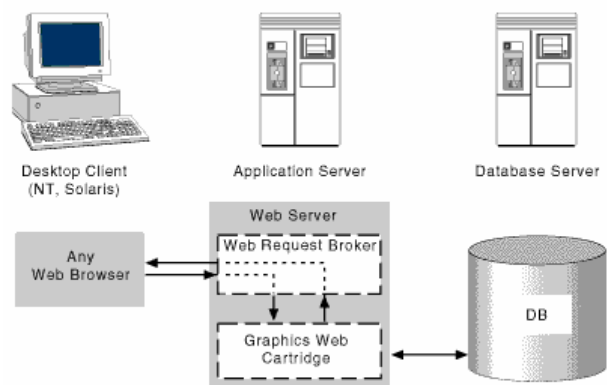 Desktop Client
(NT, Solaris)
Application Server
Database Server
Web Server
Any
Web Browser
Web Request Broker
Graphics Web
Cartridge
DB